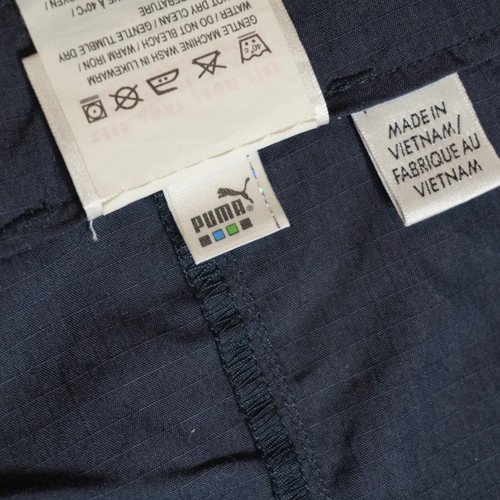 GENTLE MACHINE WASH IN LUKEWARM
WATER / DO NOT BLEACH / WARM IRON /
NOT DRY CLEAN / GENTLE TUMBLE DRY
40°C
PUMA®
MADE IN
VIETNAM/
FABRIQUE AU
VIETNAM